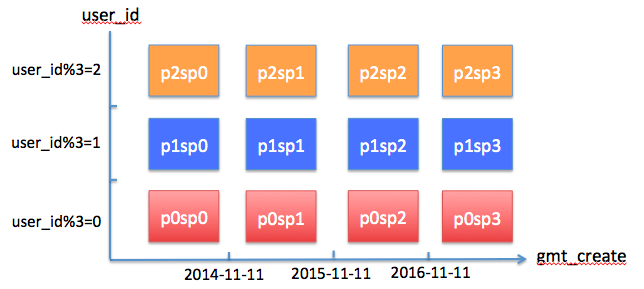 user_id
user_id%3=2 p2sp0 p2sp1 p2sp2 p2sp3
user_id%3=1 p1sp0 p1sp1 p1sp2 p1sp3
user_id%3=0 p0sp0 p0sp1 p0sp2 p0sp3
gmt_create
2014-11-11 2015-11-11 2016-11-11